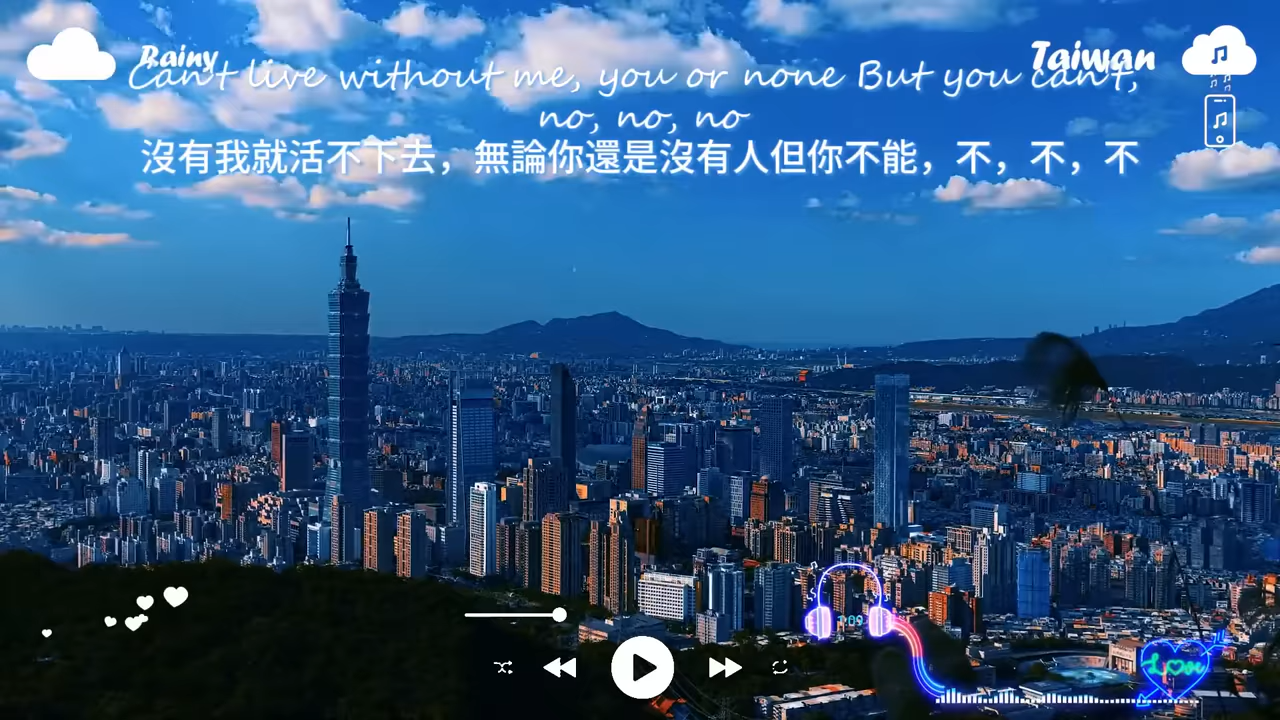 Rainy
Taiwan
Can't live without me, you or none But you can't,
no, no, no
沒有我就活不下去，無論你還是沒有人但你不能，不，不，不